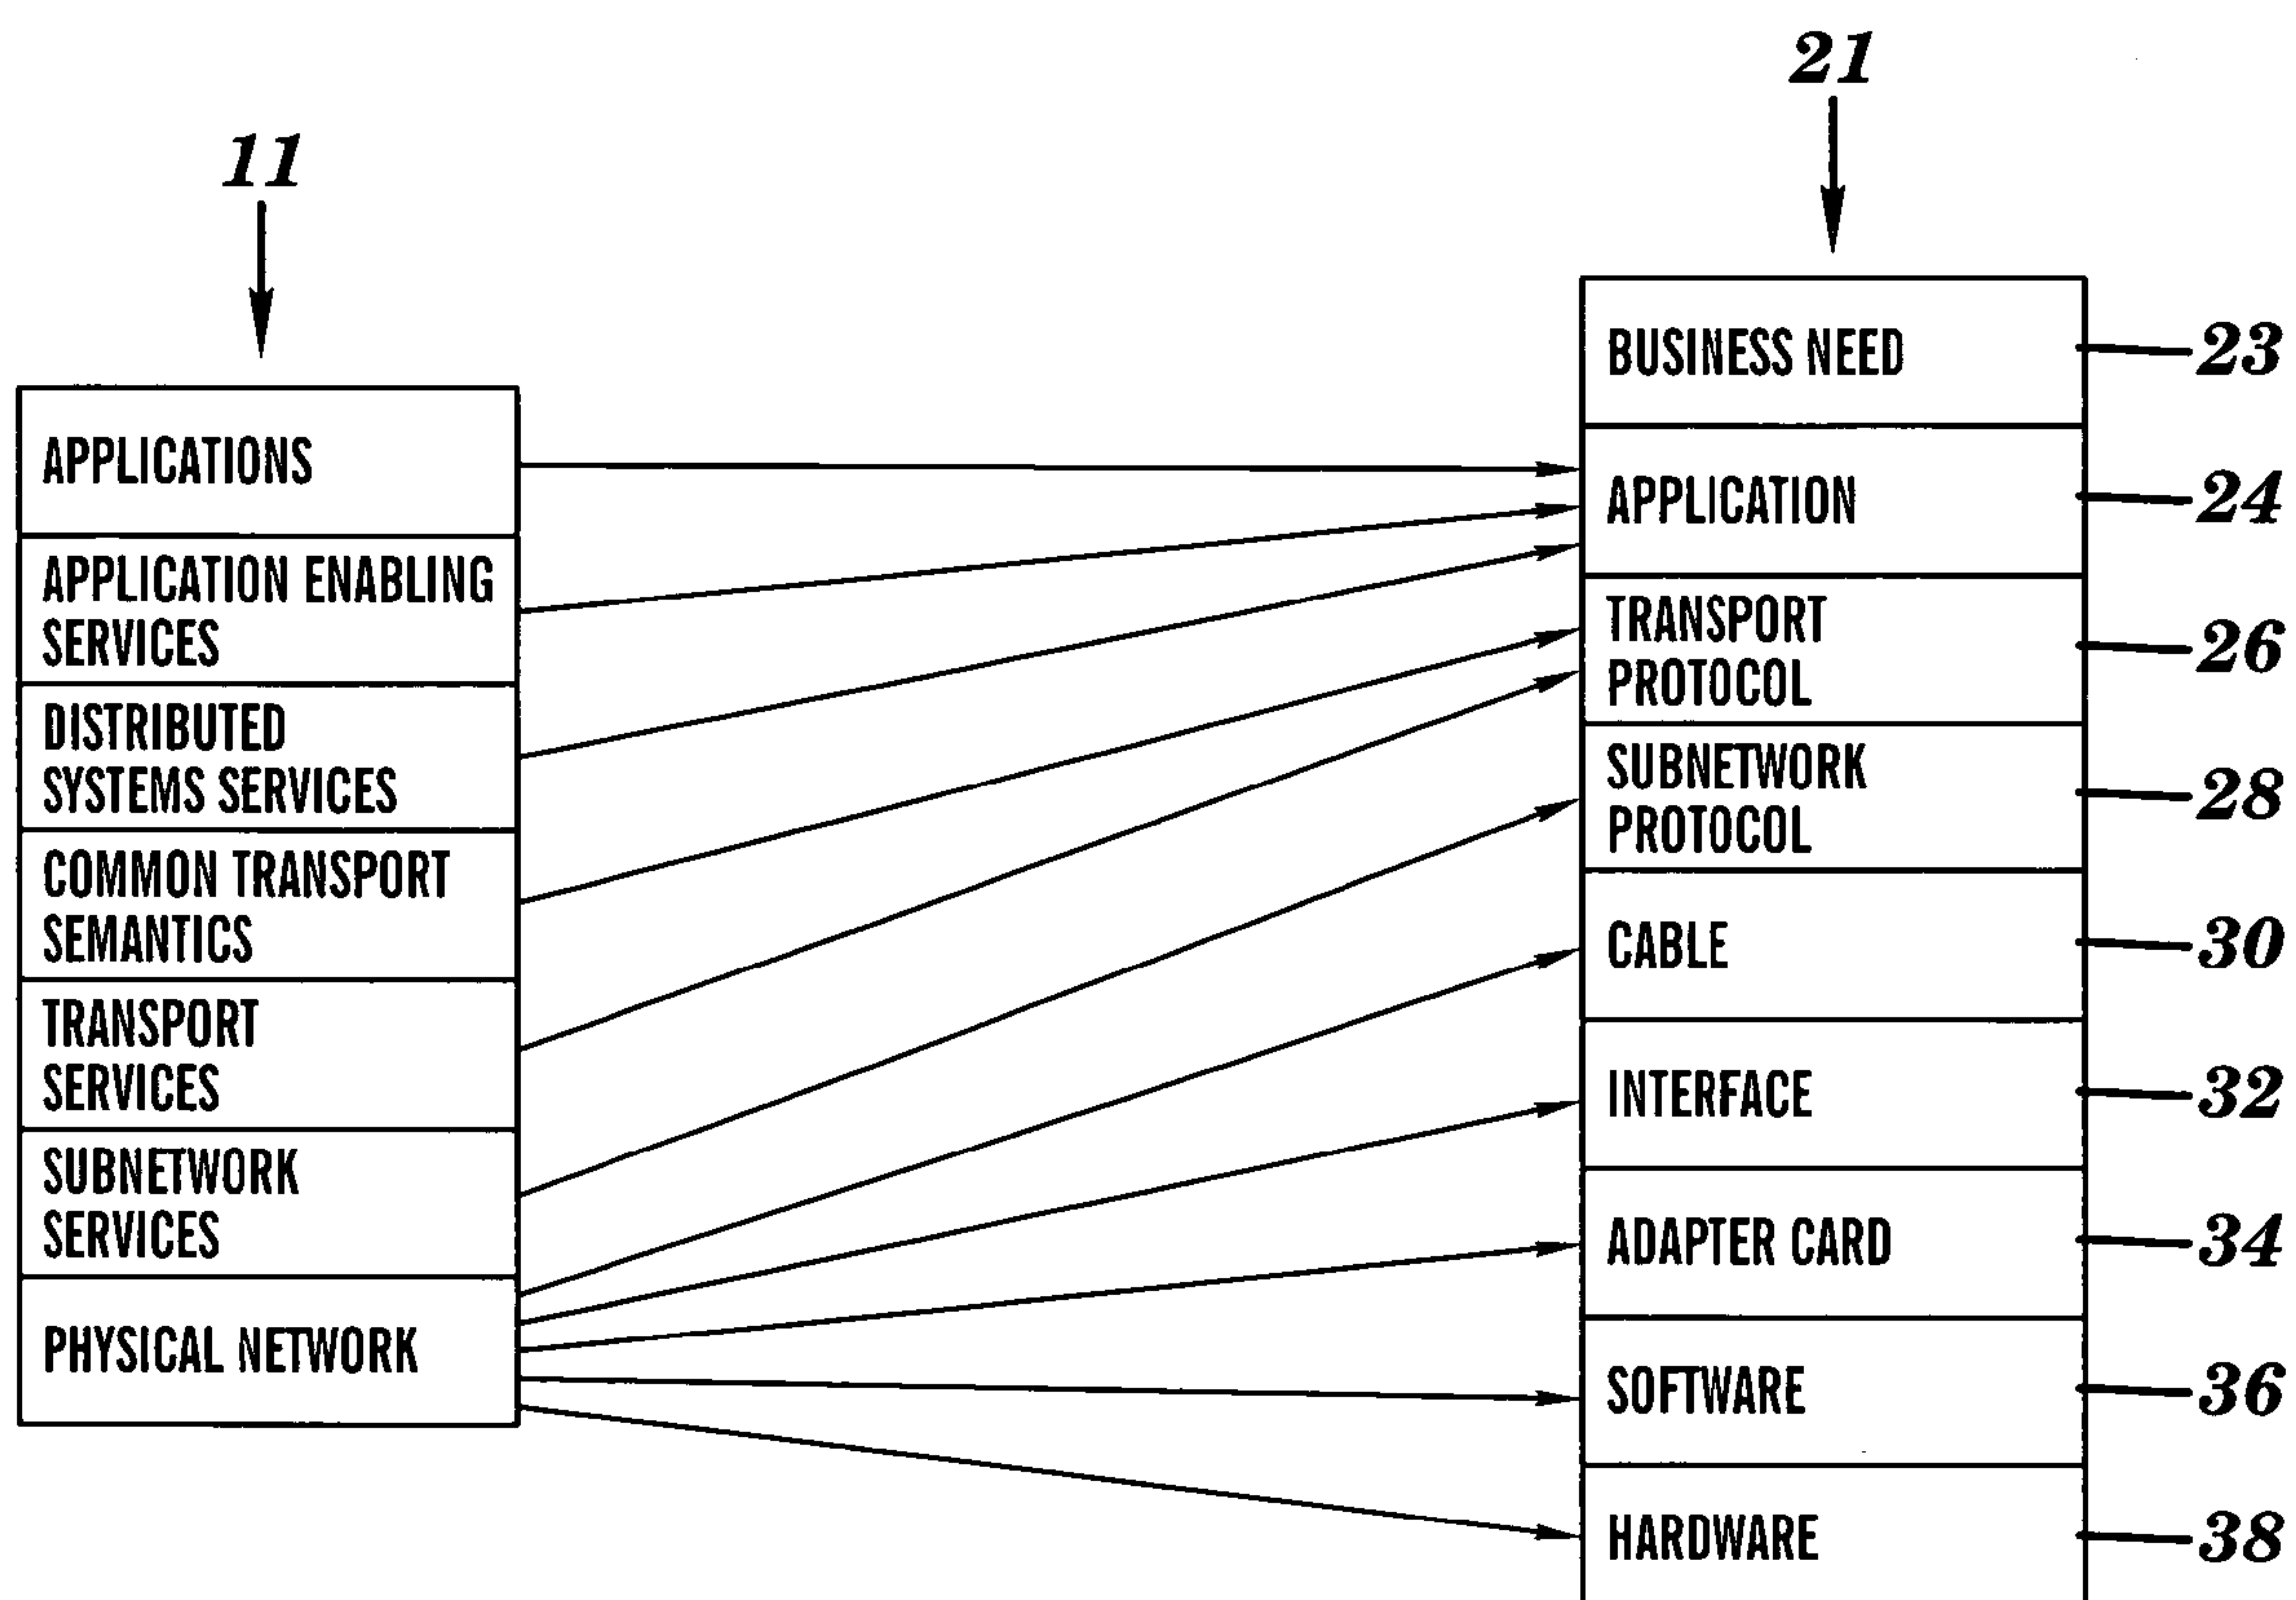 11
APPLICATIONS
APPLICATION ENABLING
SERVICES
DISTRIBUTED
SYSTEMS SERVICES
COMMON TRANSPORT
SEMANTICS
TRANSPORT
SERVICES
SUBNETWORK
SERVICES
PHYSICAL NETWORK
21
BUSINESS NEED
23
APPLICATION
24
TRANSPORT
PROTOCOL
26
SUBNETWORK
PROTOCOL
28
CABLE
30
INTERFACE
32
ADAPTER CARD
34
SOFTWARE
36
HARDWARE
38